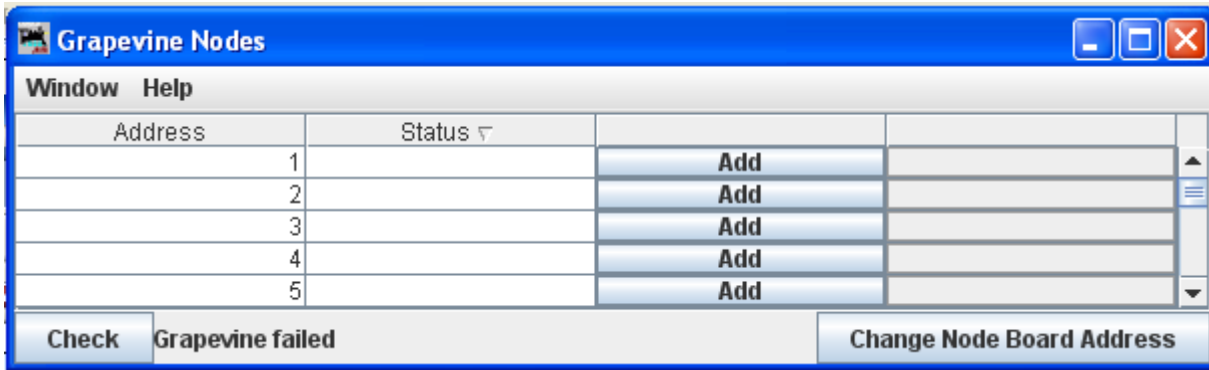 Grapevine Nodes
Window Help
Address Status
1 Add
2 Add
3 Add
4 Add
5 Add
Check Grapevine failed Change Node Board Address